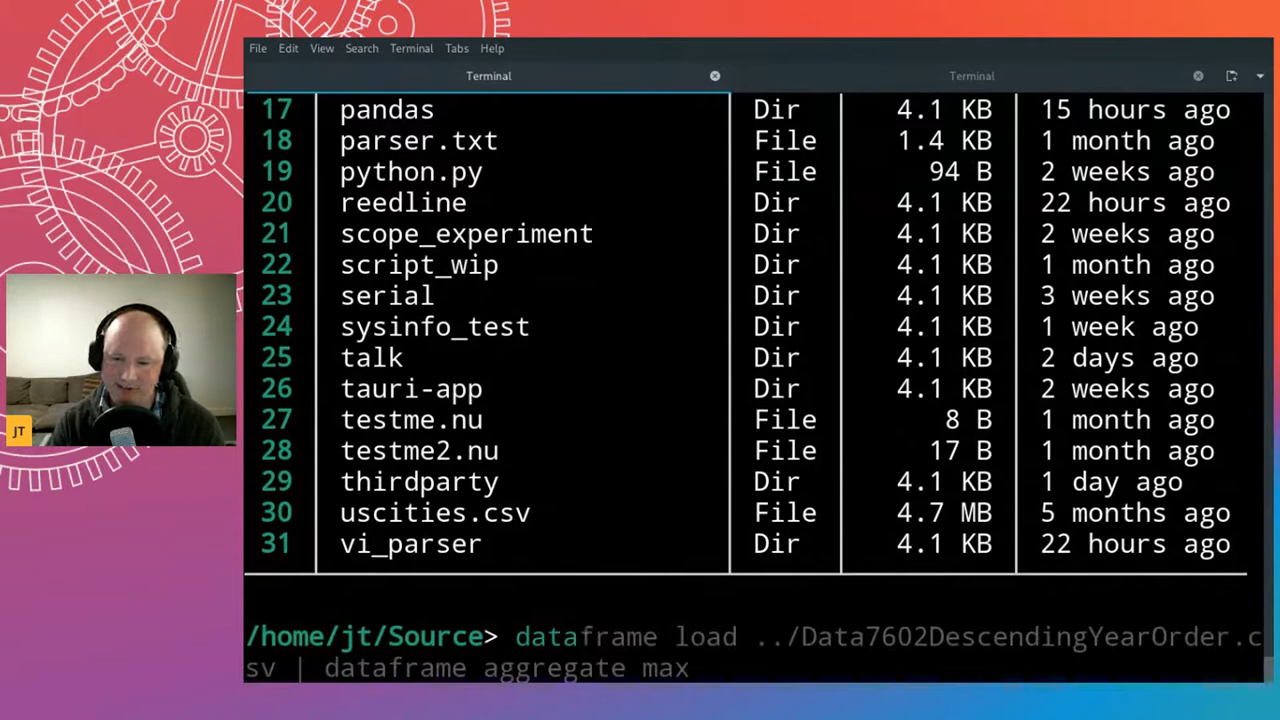 File Edit View Search Terminal Tabs Help
Terminal Terminal
17 pandas Dir 4.1 KB 15 hours ago
18 parser.txt File 1.4 KB 1 month ago
19 python.py File 94 B 2 weeks ago
20 reedline Dir 4.1 KB 22 hours ago
21 scope_experiment Dir 4.1 KB 2 weeks ago
22 script_wip Dir 4.1 KB 1 month ago
23 serial Dir 4.1 KB 3 weeks ago
24 sysinfo_test Dir 4.1 KB 1 week ago
25 talk Dir 4.1 KB 2 days ago
26 tauri-app Dir 4.1 KB 2 weeks ago
27 testme.nu File 8 B 1 month ago
28 testme2.nu File 17 B 1 month ago
29 thirdparty Dir 4.1 KB 1 day ago
30 uscities.csv File 4.7 MB 5 months ago
31 vi_parser Dir 4.1 KB 22 hours ago
/home/jt/Source> dataframe load ../Data7602DescendingYearOrder.c
sv | dataframe aggregate max
JT